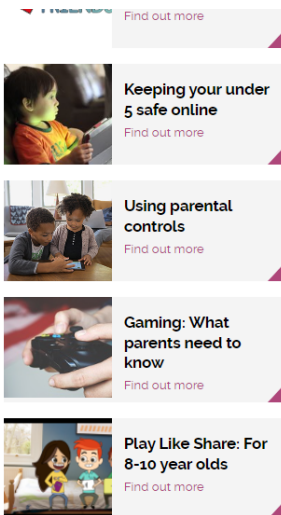 Find out more
Keeping your under
5 safe online
Find out more
Using parental
controls
Find out more
Gaming: What
parents need to
know
Find out more
Play Like Share: For
8-10 year olds
Find out more